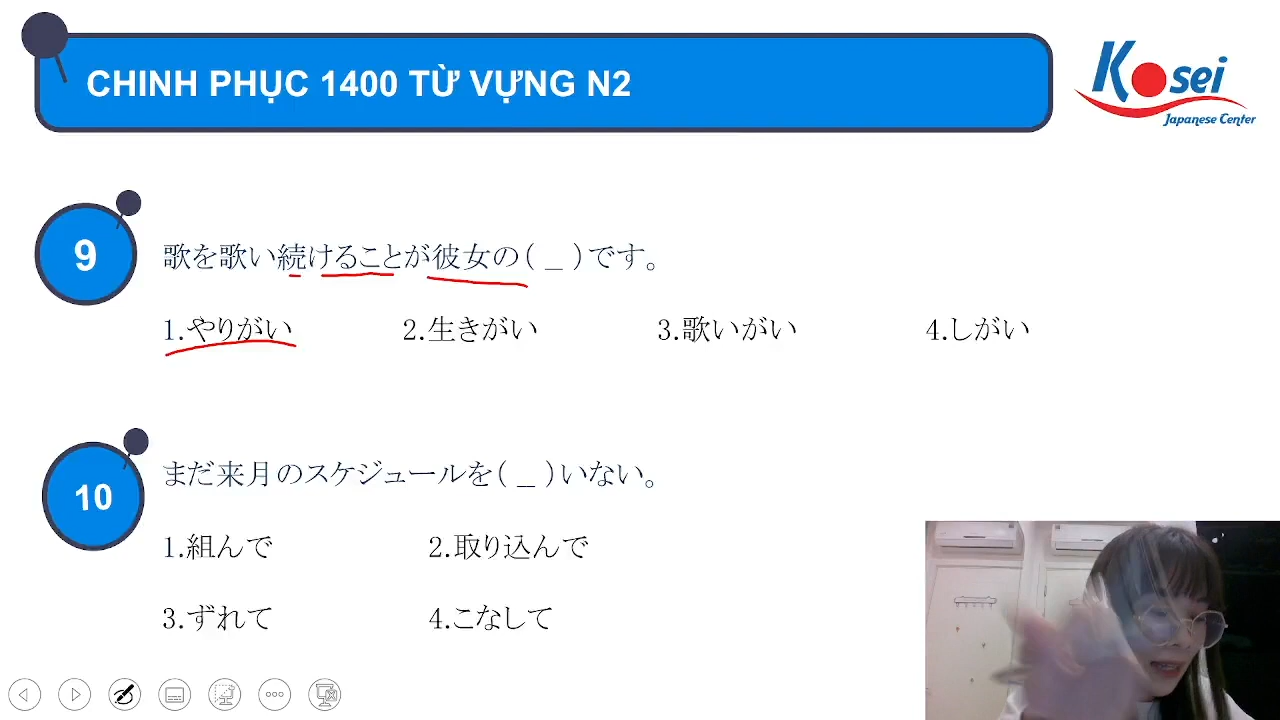 CHINH PHỤC 1400 TỪ VỰNG N2
Kosei
Japanese Center
9
歌を歌い続けることが彼女の( _ )です。
1.やりがい 2.生きがい 3.歌いがい 4.しがい
10
まだ来月のスケジュールを( _ )いない。
1.組んで 2.取り込んで
3.ずれて 4.こなして